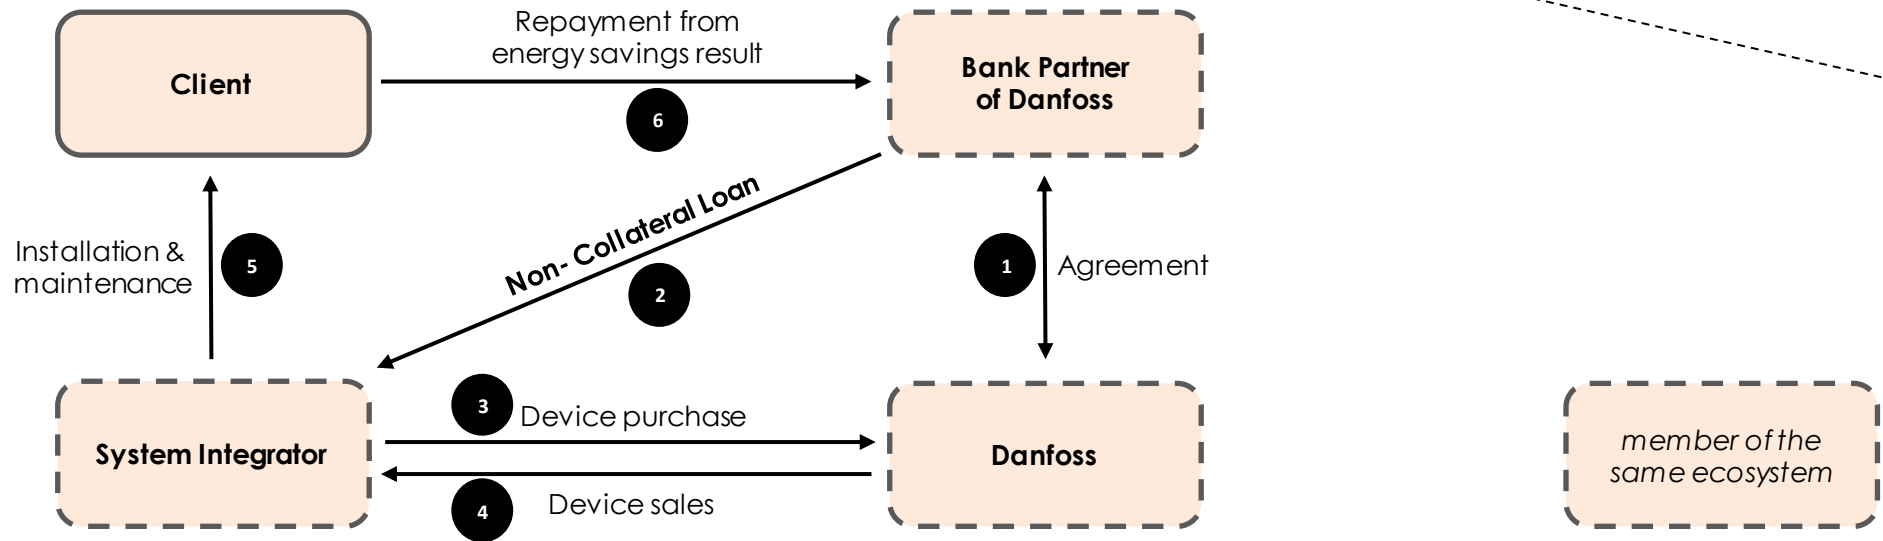 Repayment from
energy savings result
Client
Bank Partner
of Danfoss
6
Non- Collateral Loan
Installation &
maintenance
5
2
1
Agreement
3
Device purchase
System Integrator
Danfoss
member of the
same ecosystem
4
Device sales